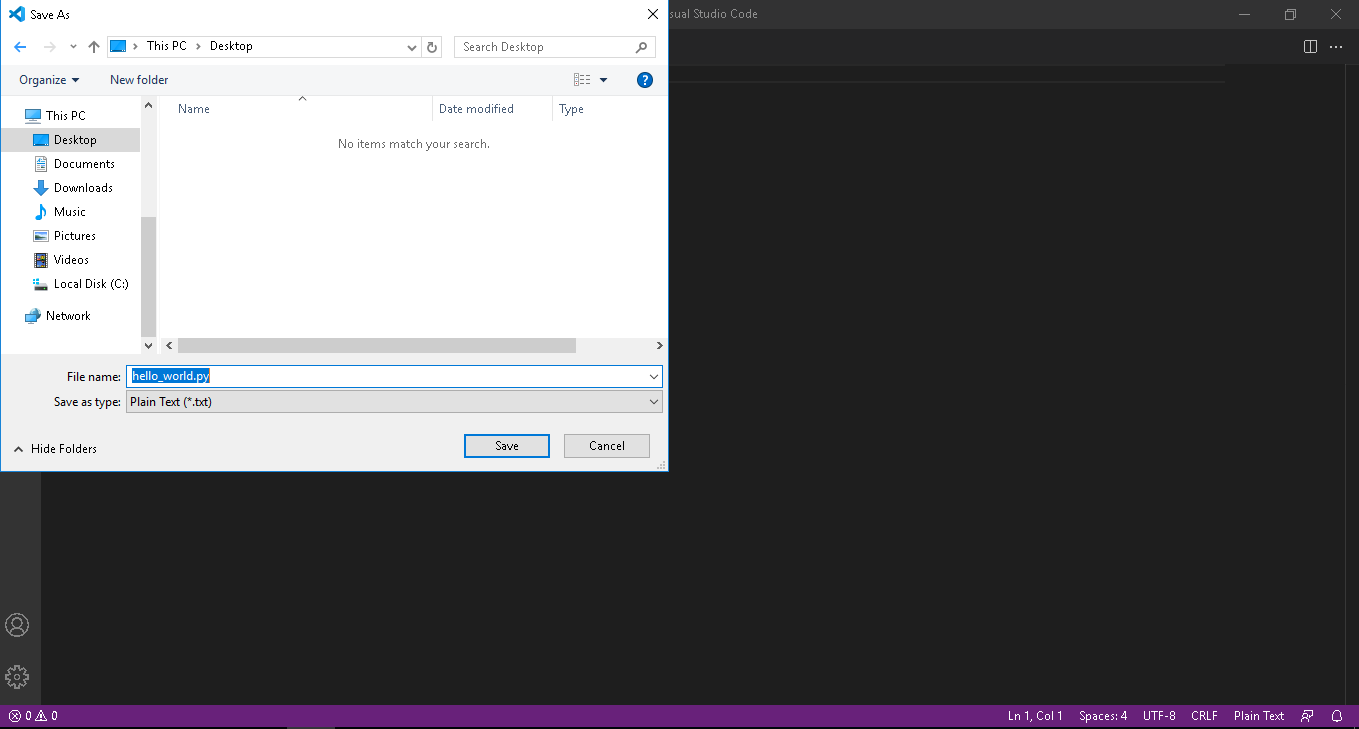 Save As
sual Studio Code
This PC > Desktop
Search Desktop
Organize
New folder
?
Name
Date modified
Type
No items match your search.
This PC
Desktop
Documents
Downloads
Music
Pictures
Videos
Local Disk (C:)
Network
File name: hello_world.py
Save as type: Plain Text (*.txt)
Hide Folders
Save
Cancel
0 0
Ln 1, Col 1
Spaces: 4
UTF-8
CRLF
Plain Text